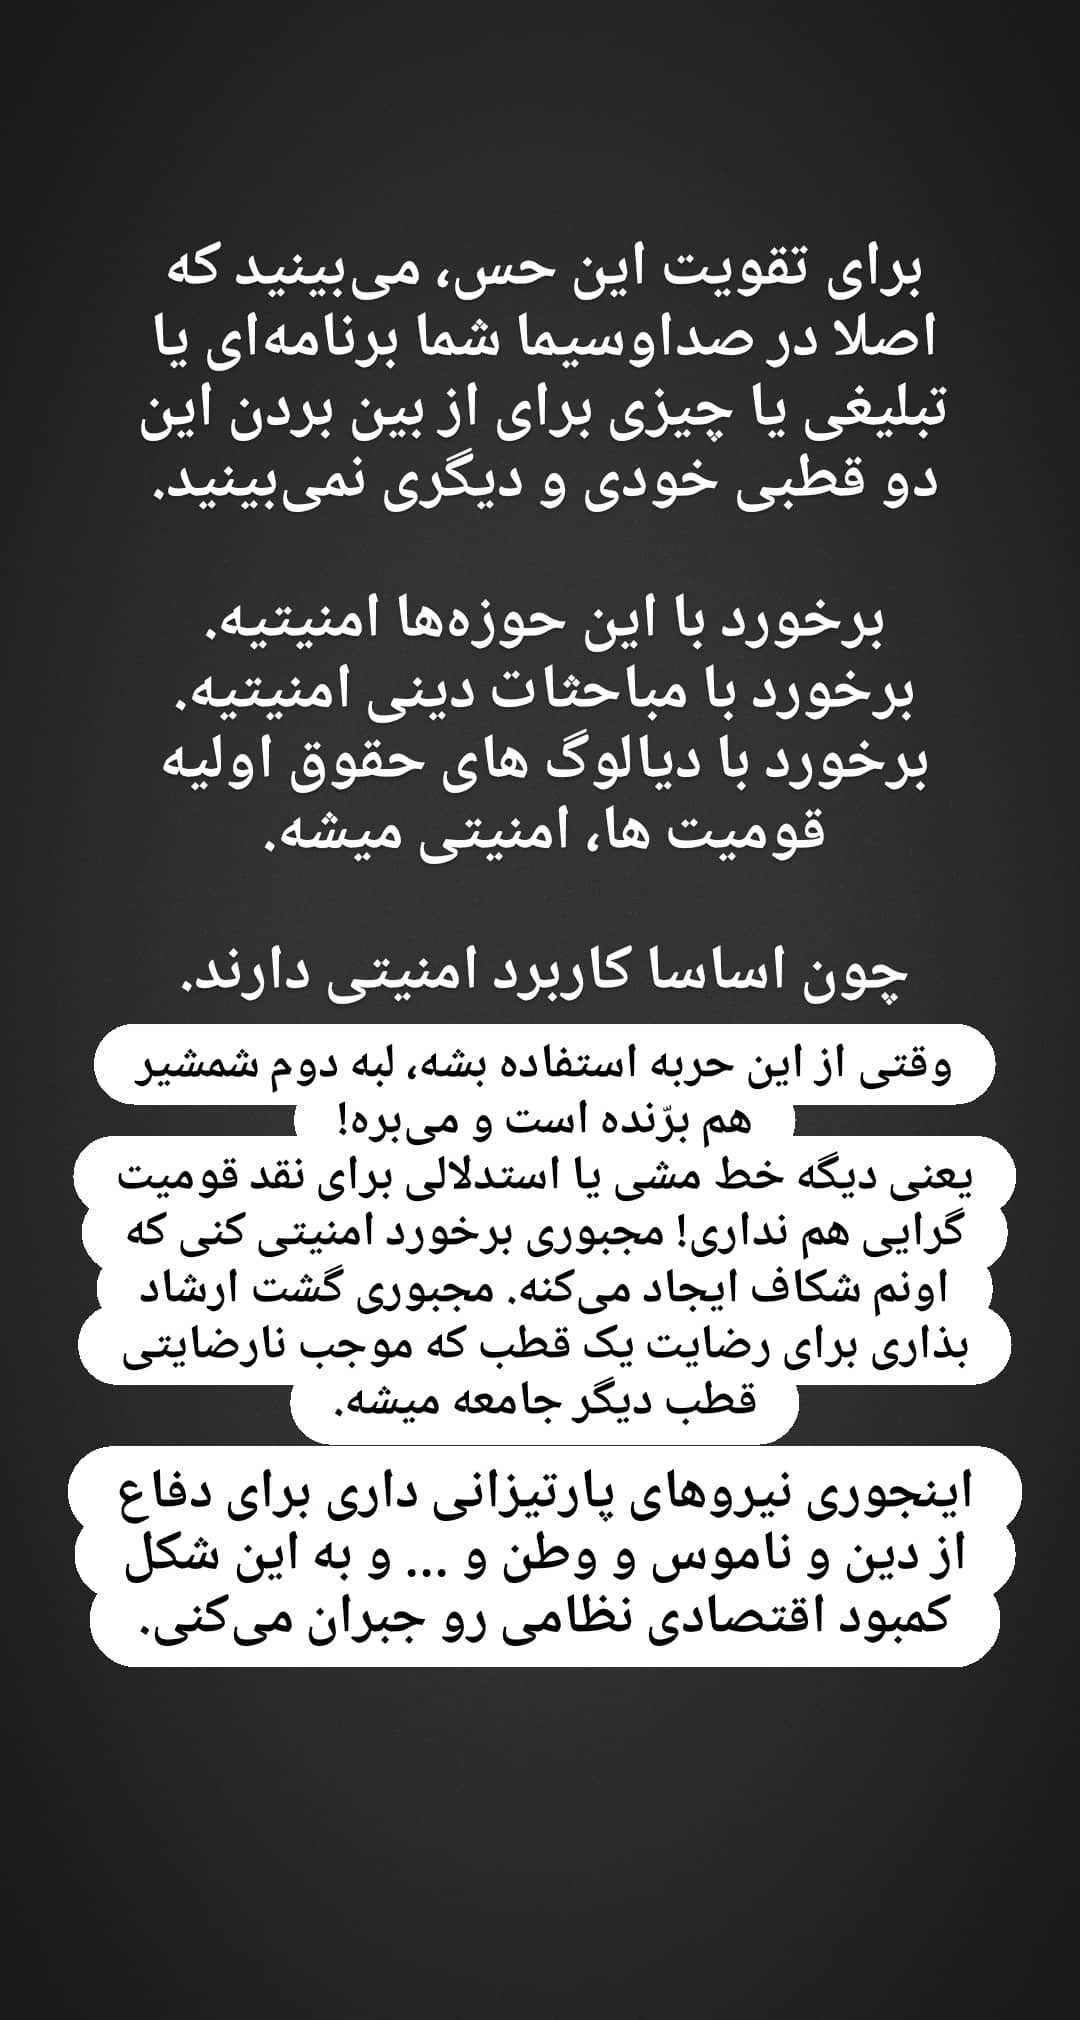 برای تقویت این حس، می‌بینید که
اصلا در صداوسیما شما برنامه‌ای یا
تبلیغی یا چیزی برای از بین بردن این
دو قطبی خودی و دیگری نمی‌بینید.
برخورد با این حوزه‌ها امنیتیه.
برخورد با مباحثات دینی امنیتیه.
برخورد با دیالوگ های حقوق اولیه
قومیت ها، امنیتی میشه.
چون اساسا کاربرد امنیتی دارند.
وقتی از این حربه استفاده بشه، لبه دوم شمشیر
هم برّنده است و می‌بره!
یعنی دیگه خط مشی یا استدلالی برای نقد قومیت
گرایی هم نداری! مجبوری برخورد امنیتی کنی که
اونم شکاف ایجاد می‌کنه. مجبوری گشت ارشاد
بذاری برای رضایت یک قطب که موجب نارضایتی
قطب دیگر جامعه میشه.
اینجوری نیروهای پارتیزانی داری برای دفاع
از دین و ناموس و وطن و ... و به این شکل
کمبود اقتصادی نظامی رو جبران می‌کنی.